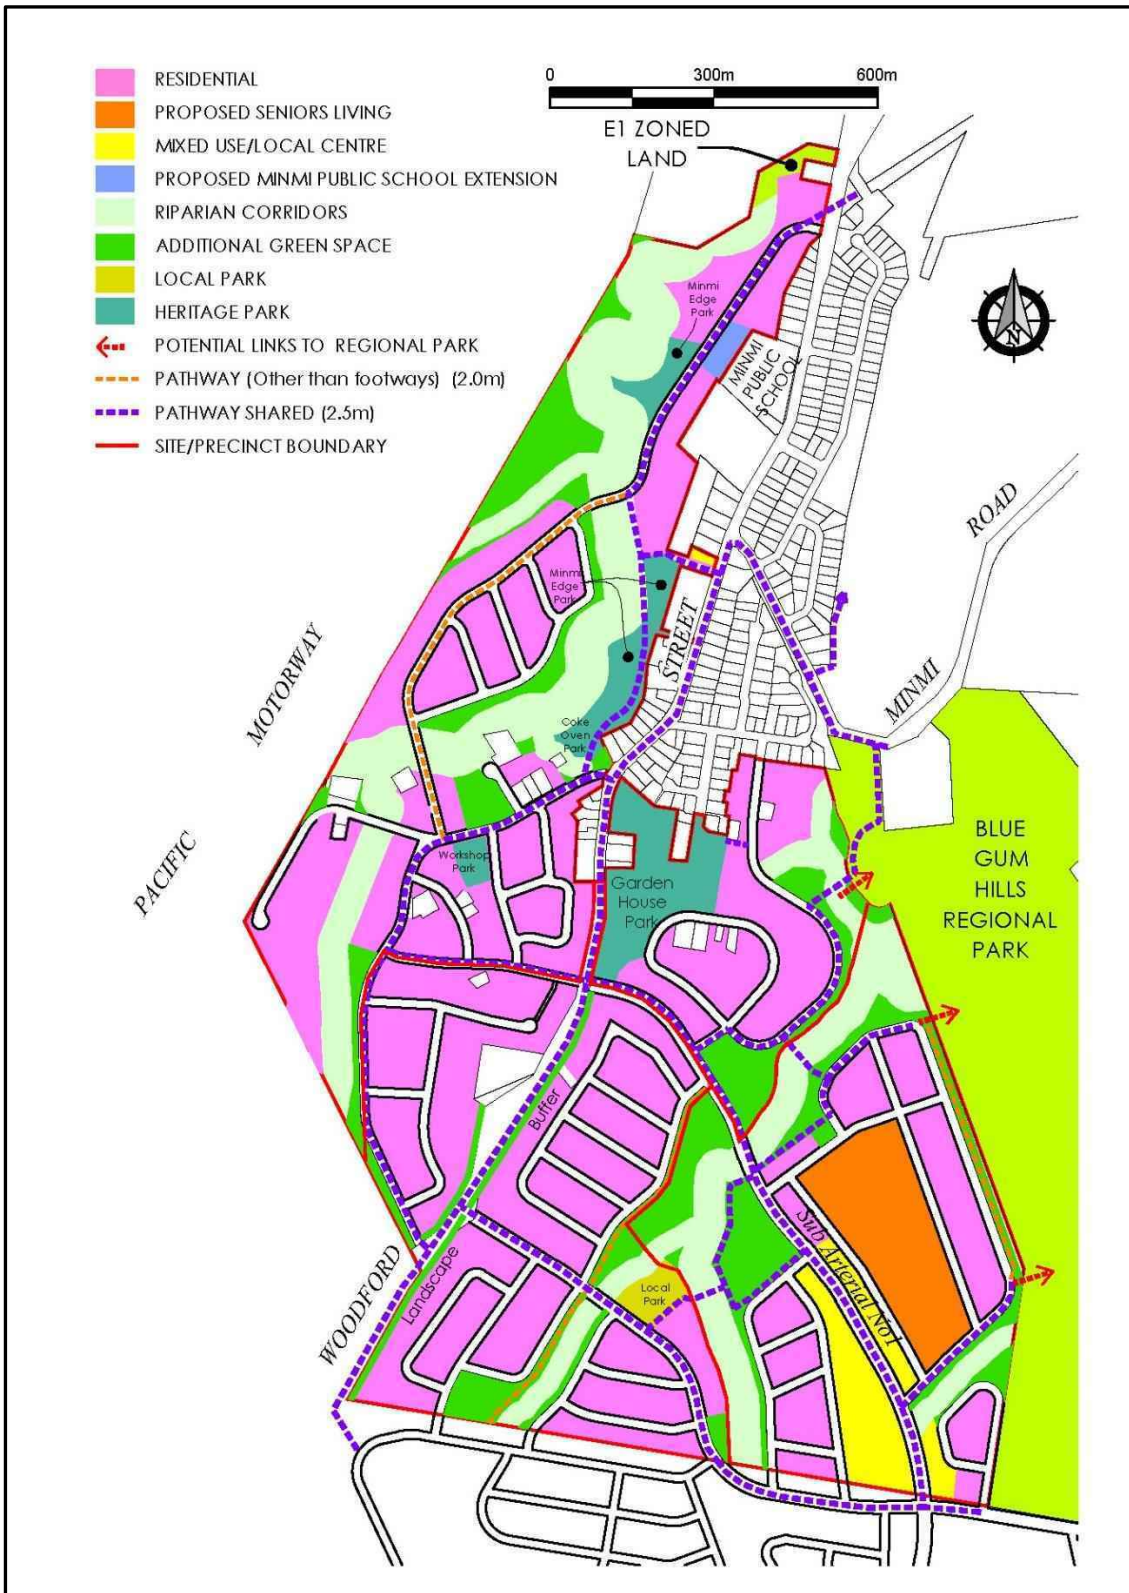 RESIDENTIAL
PROPOSED SENIORS LIVING
MIXED USE/LOCAL CENTRE
PROPOSED MINMI PUBLIC SCHOOL EXTENSION
RIPARIAN CORRIDORS
ADDITIONAL GREEN SPACE
LOCAL PARK
HERITAGE PARK
POTENTIAL LINKS TO REGIONAL PARK
PATHWAY (Other than footways) (2.0m)
PATHWAY SHARED (2.5m)
SITE/PRECINCT BOUNDARY
0 300m 600m
E1 ZONED
LAND
N
Minmi
Edge
Park
MINMI
PUBLIC
SCHOOL
ROAD
MINMI
Minmi
Edge
Park
STREET
MOTORWAY
PACIFIC
Coke
Oven
Park
Workshop
Park
Garden
House
Park
BLUE
GUM
HILLS
REGIONAL
PARK
Buffer
Landscape
WOODFORD
Local
Park
Sub Arterial No1